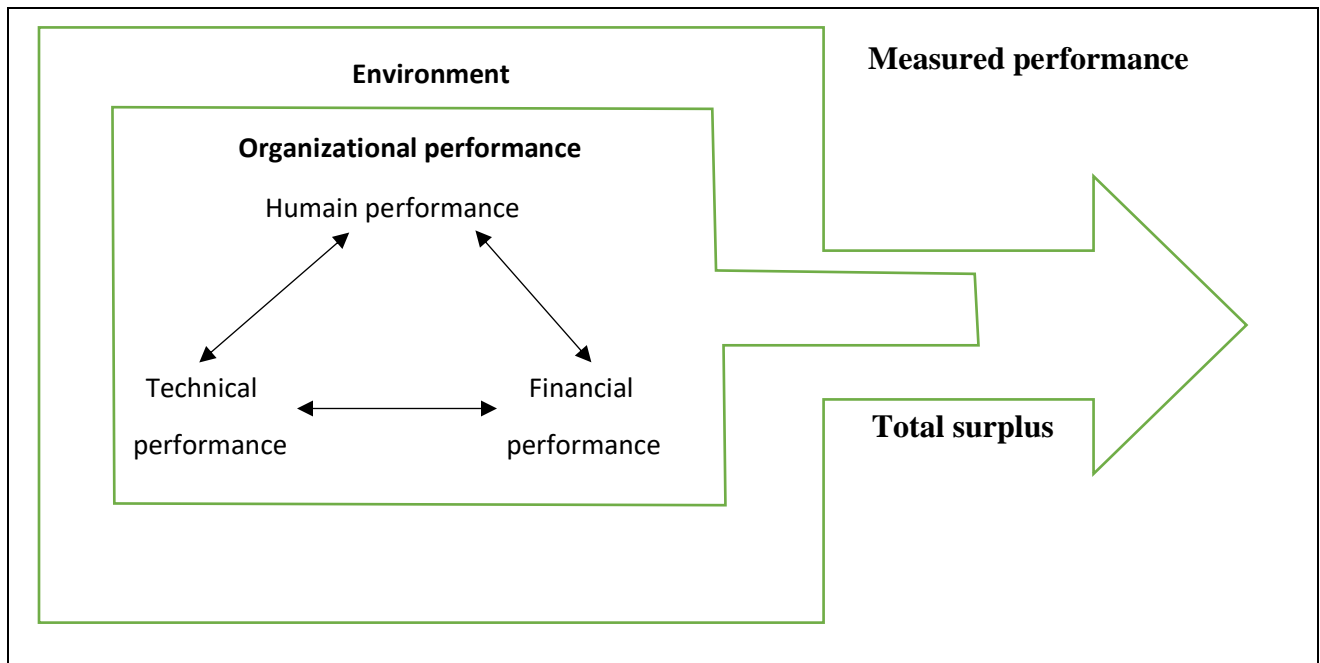 Measured performance
Environment
Organizational performance
Humain performance
Technical
performance
Financial
performance
Total surplus